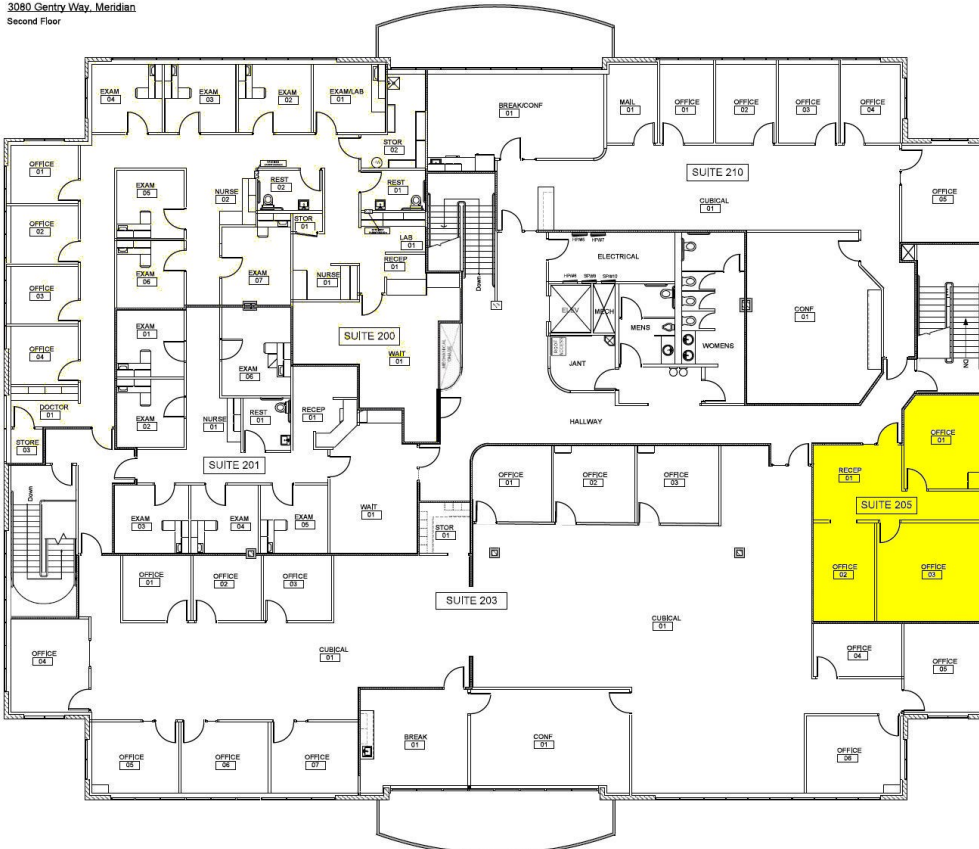 3080 Gentry Way, Meridian
Second Floor
EXAM
04
EXAM
03
EXAM
02
EXAM/LAB
01
BREAK/CONF
01
MAIL
01
OFFICE
01
OFFICE
02
OFFICE
03
OFFICE
04
STOR
02
OFFICE
01
SUITE 210
CUBICAL
01
OFFICE
05
EXAM
05
NURSE
02
REST
02
REST
01
STOR
01
OFFICE
02
LAB
01
RECEP
01
ELECTRICAL
EXAM
06
EXAM
07
NURSE
01
Down
OFFICE
03
ELEV
MECH
CONF
01
EXAM
01
SUITE 200
MENS
WOMENS
OFFICE
04
WAIT
01
JANT
EXAM
06
DOCTOR
01
EXAM
02
NURSE
01
REST
01
RECEP
01
HALLWAY
STORE
03
OFFICE
01
SUITE 201
RECEP
01
OFFICE
01
OFFICE
02
OFFICE
03
Down
SUITE 205
EXAM
03
EXAM
04
EXAM
05
WAIT
01
STOR
01
OFFICE
01
OFFICE
02
OFFICE
03
OFFICE
02
OFFICE
03
SUITE 203
CUBICAL
01
CUBICAL
01
OFFICE
04
OFFICE
04
OFFICE
05
OFFICE
05
OFFICE
06
OFFICE
07
BREAK
01
CONF
01
OFFICE
06